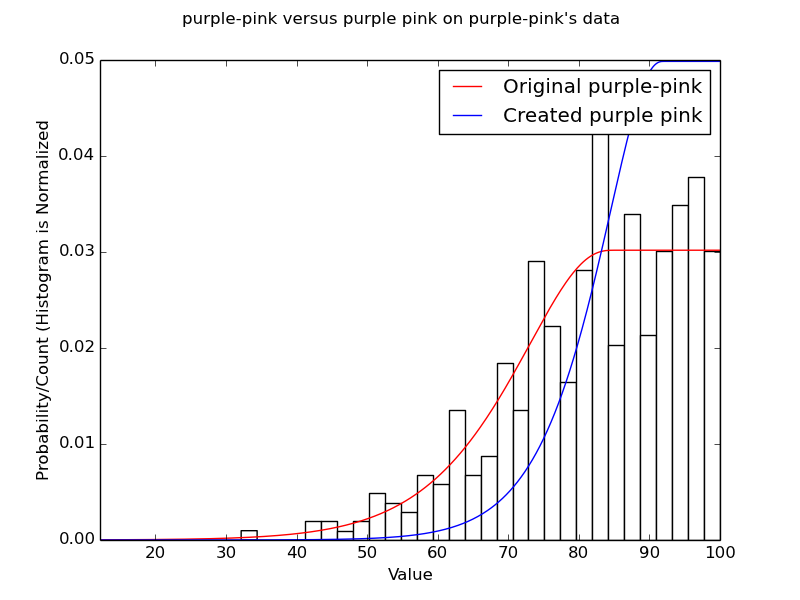 purple-pink versus purple pink on purple-pink's data
0.05
0.04
0.03
0.02
0.01
0.00
Probability/Count (Histogram is Normalized
Original purple-pink
Created purple pink
20 30 40 50 60 70 80 90 100
Value